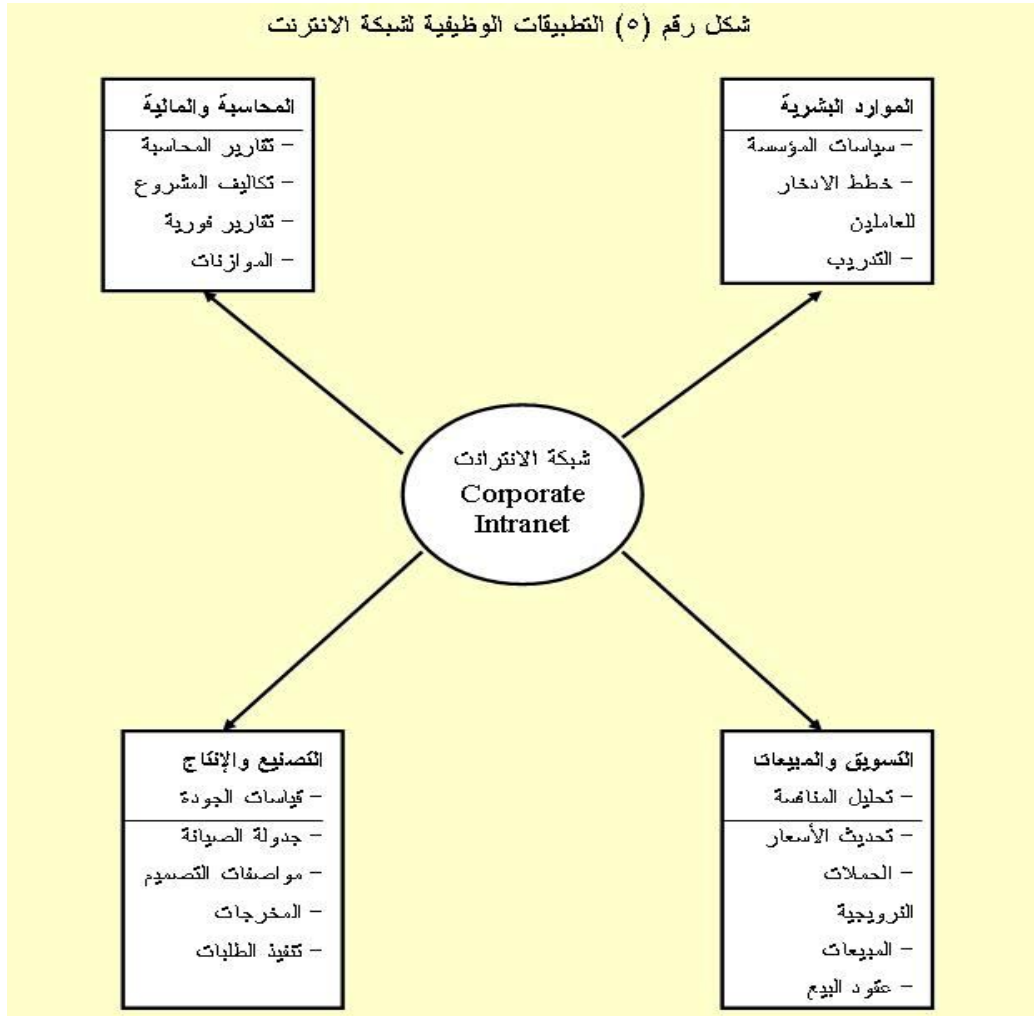 شكل رقم (٥) التطبيقات الوظيفية لشبكة الانترنت
الموارد البشرية
– سياسات المؤسسة
– خطط الادخار
للعاملين
– التدريب
المحاسبة والمالية
– تقارير المحاسبة
– تكاليف المشروع
– تقارير فورية
– الموازنات
شبكة الانترانت
Corporate
Intranet
التسويق والمبيعات
– تحليل المنافسة
– تحديث الأسعار
– الحملات
الترويجية
– المبيعات
– عقود البيع
التصنيع والإنتاج
– قياسات الجودة
– جدولة الصيانة
– مواصفات التصميم
– المخرجات
– تنفيذ الطلبات